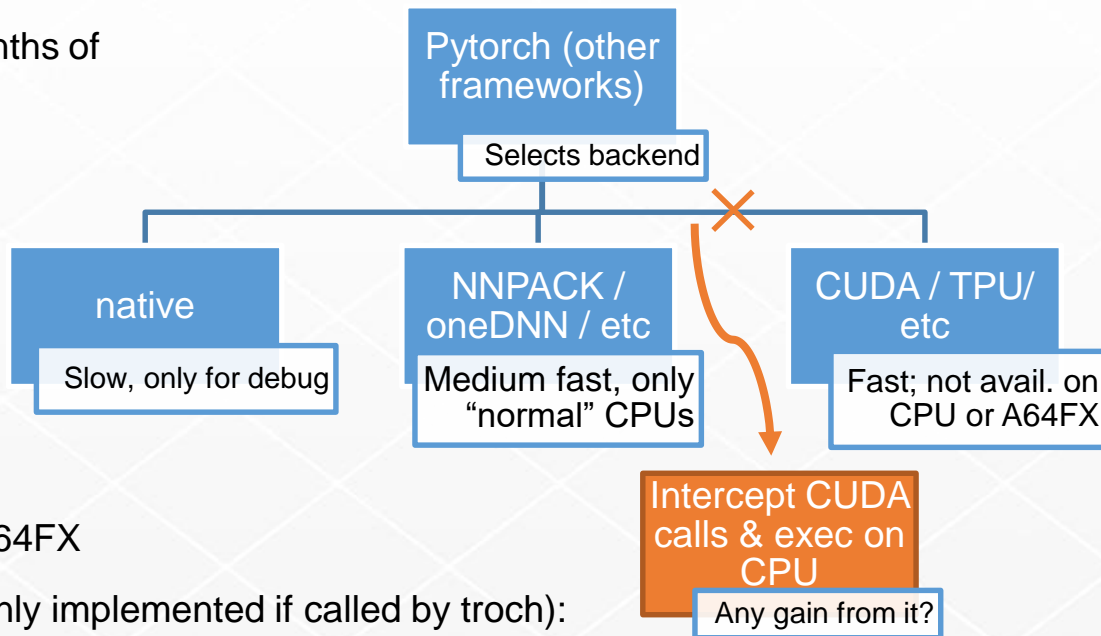 nths of
Pytorch (other
frameworks)
Selects backend
native
Slow, only for debug
NNPACK /
oneDNN / etc
Medium fast, only
“normal” CPUs
CUDA / TPU/
etc
Fast; not avail. on
CPU or A64FX
Intercept CUDA
calls & exec on
CPU
Any gain from it?
64FX
nly implemented if called by troch):